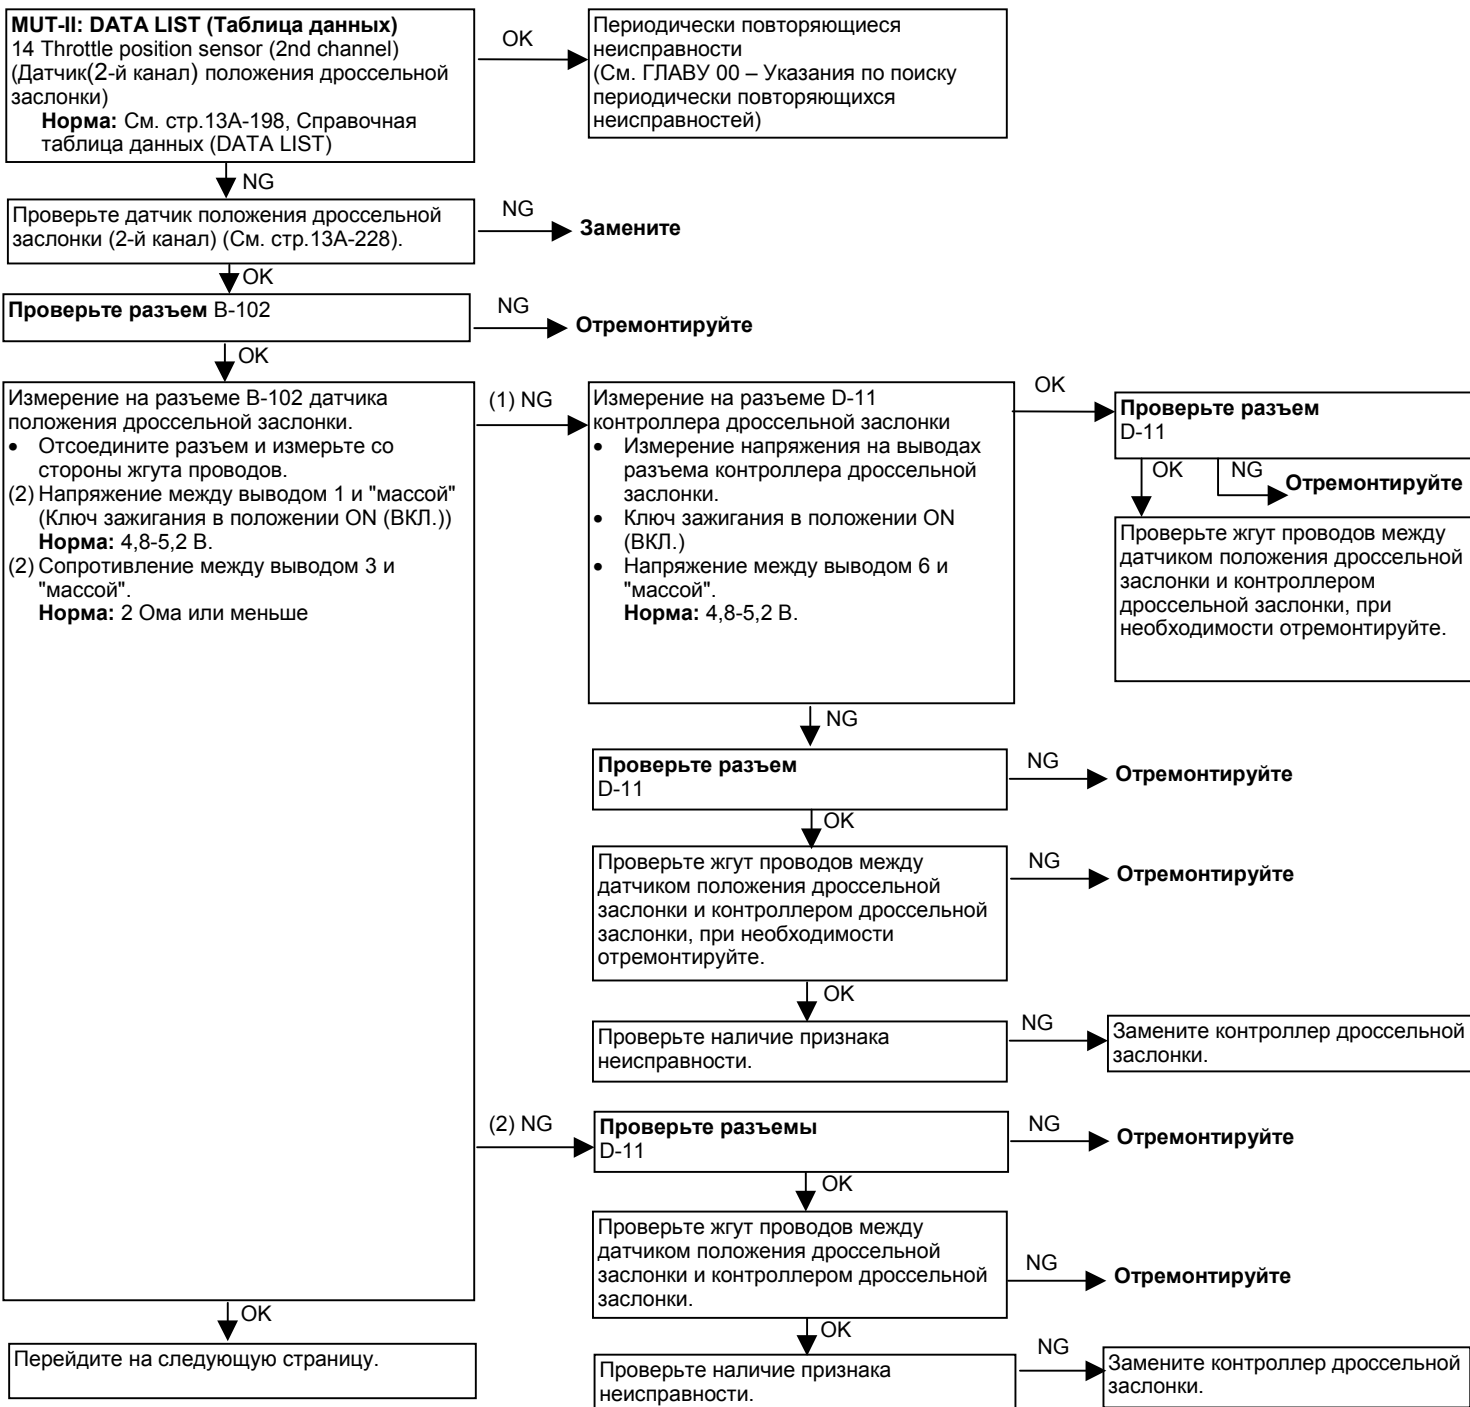 MUT-II: DATA LIST (Таблица данных)
14 Throttle position sensor (2nd channel)
(Датчик(2-й канал) положения дроссельной
заслонки)
Норма: См. стр.13A-198, Справочная
таблица данных (DATA LIST)
OK
Периодически повторяющиеся
неисправности
(См. ГЛАВУ 00 – Указания по поиску
периодически повторяющихся
неисправностей)
NG
Проверьте датчик положения дроссельной
заслонки (2-й канал) (См. стр.13A-228).
NG
Замените
OK
Проверьте разъем B-102
NG
Отремонтируйте
OK
Измерение на разъеме B-102 датчика
положения дроссельной заслонки.
• Отсоедините разъем и измерьте со
стороны жгута проводов.
(2) Напряжение между выводом 1 и "массой"
(Ключ зажигания в положении ON (ВКЛ.))
Норма: 4,8-5,2 В.
(2) Сопротивление между выводом 3 и
"массой".
Норма: 2 Ома или меньше
(1) NG
Измерение на разъеме D-11
контроллера дроссельной заслонки
• Измерение напряжения на выводах
разъема контроллера дроссельной
заслонки.
• Ключ зажигания в положении ON
(ВКЛ.)
• Напряжение между выводом 6 и
"массой".
Норма: 4,8-5,2 В.
OK
Проверьте разъем
D-11
OK
NG
Отремонтируйте
Проверьте жгут проводов между
датчиком положения дроссельной
заслонки и контроллером
дроссельной заслонки, при
необходимости отремонтируйте.
NG
Проверьте разъем
D-11
NG
Отремонтируйте
OK
Проверьте жгут проводов между
датчиком положения дроссельной
заслонки и контроллером дроссельной
заслонки, при необходимости
отремонтируйте.
NG
Отремонтируйте
OK
Проверьте наличие признака
неисправности.
NG
Замените контроллер дроссельной
заслонки.
(2) NG
Проверьте разъемы
D-11
NG
Отремонтируйте
OK
Проверьте жгут проводов между
датчиком положения дроссельной
заслонки и контроллером дроссельной
заслонки.
NG
Отремонтируйте
OK
Проверьте наличие признака
неисправности.
NG
Замените контроллер дроссельной
заслонки.
OK
Перейдите на следующую страницу.